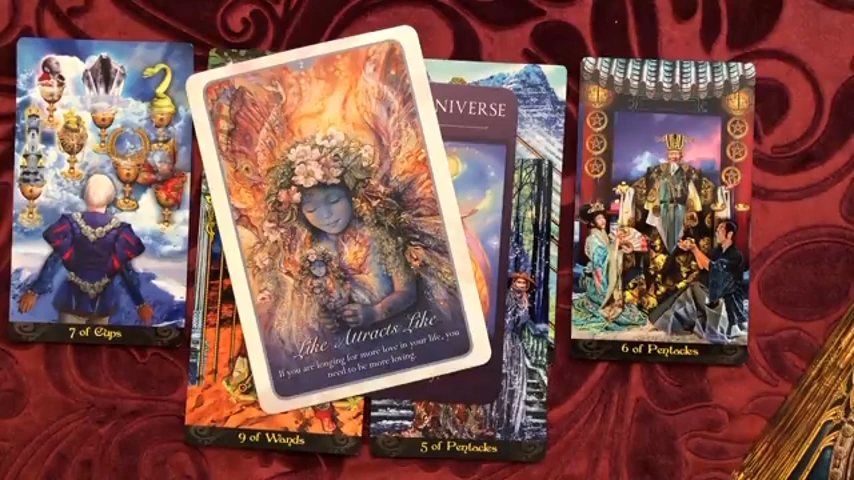 NIVERSE
Like Attracts Like
If you are longing for more love in your life, you
need to be more loving.
7 of Cups
9 of Wands
5 of Pentacles
6 of Pentacles